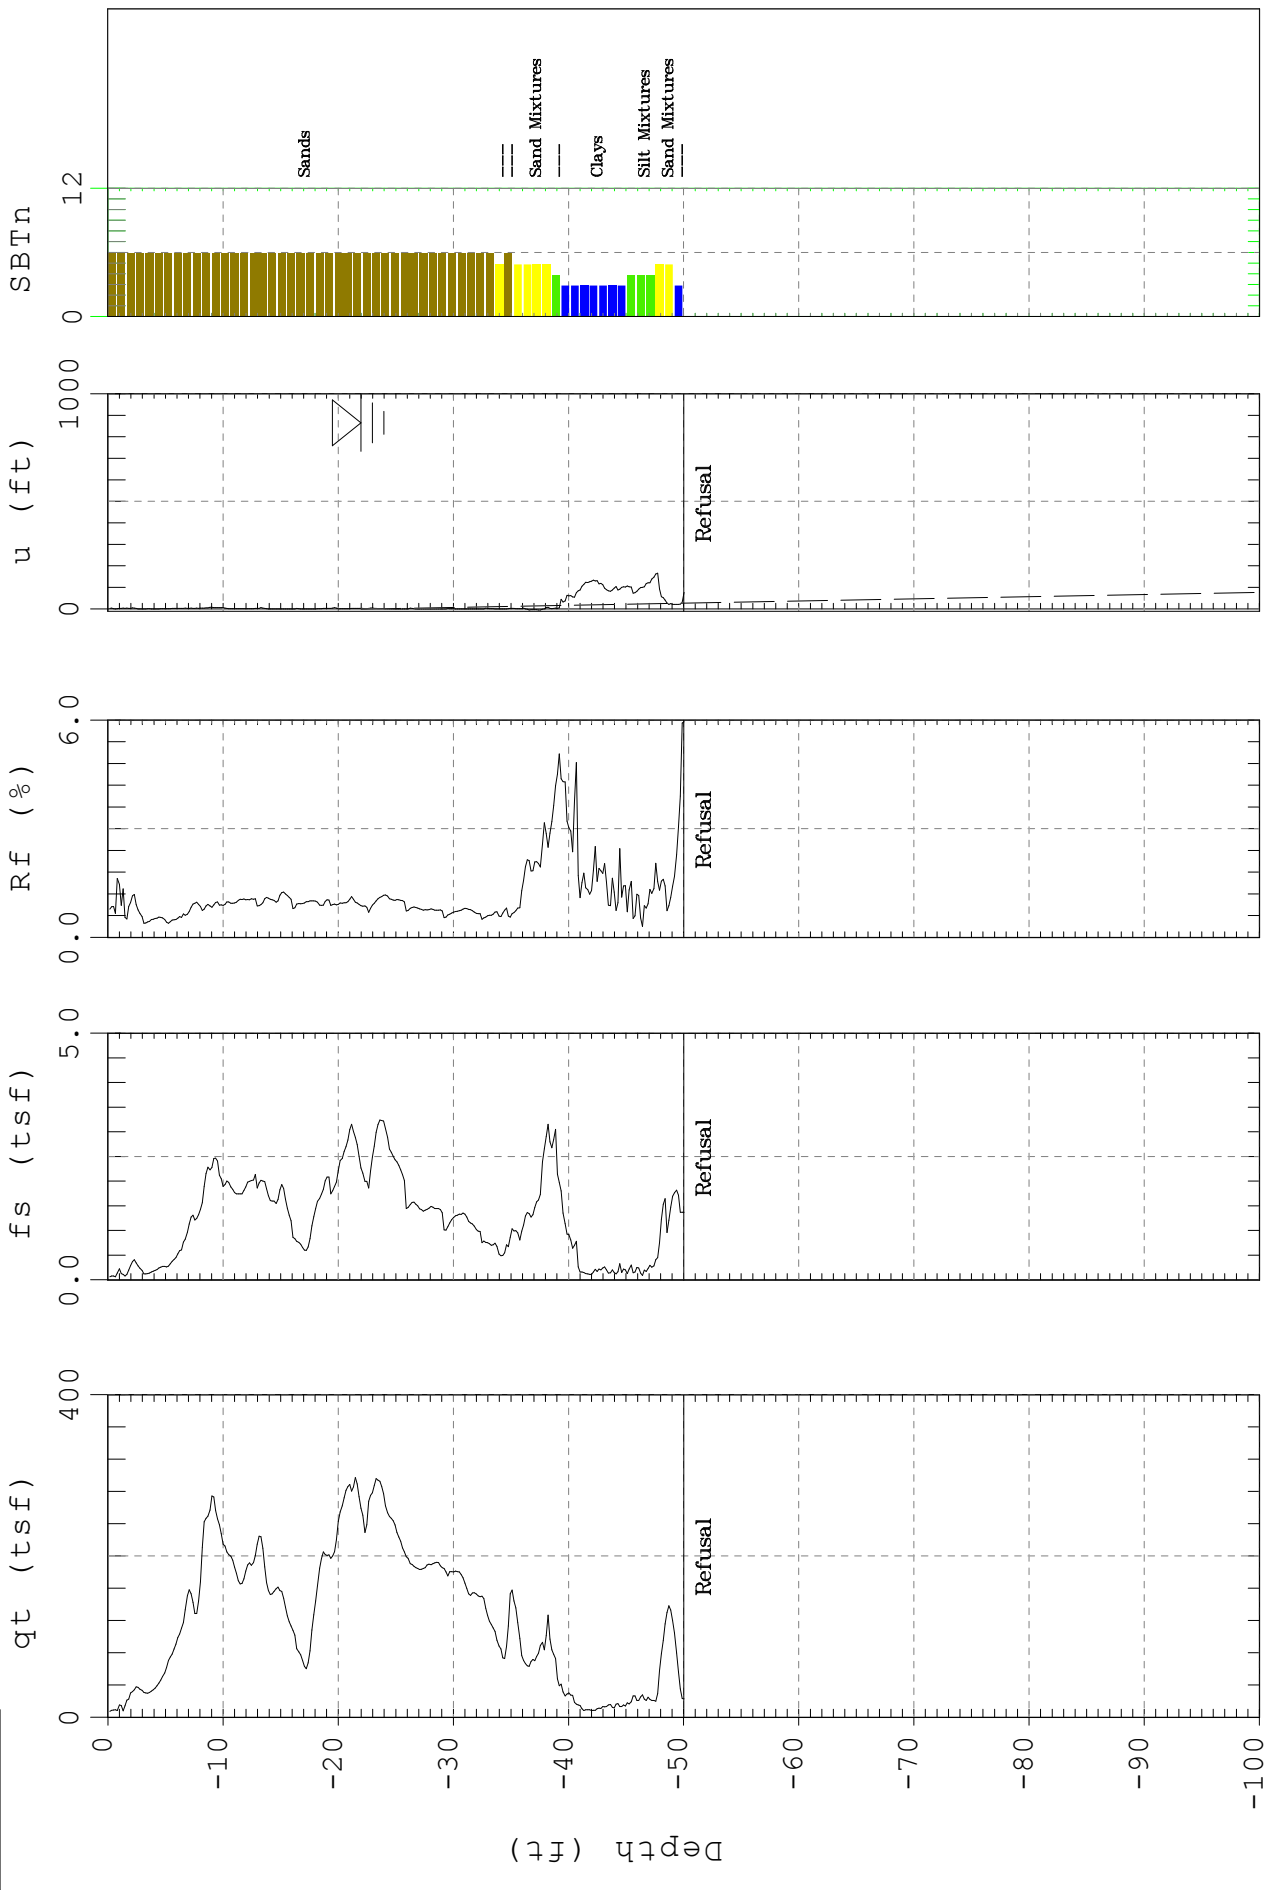 qt (tsf)
0
400
fs (tsf)
0.0
5.0
Rf (%)
0.0
6.0
u (ft)
0
1000
SBTn
0
12
Depth (ft)
0
-10
-20
-30
-40
-50
-60
-70
-80
-90
-100
Refusal
Refusal
Refusal
Refusal
Sands
---
---
Sand Mixtures
---
Clays
Silt Mixtures
Sand Mixtures
---